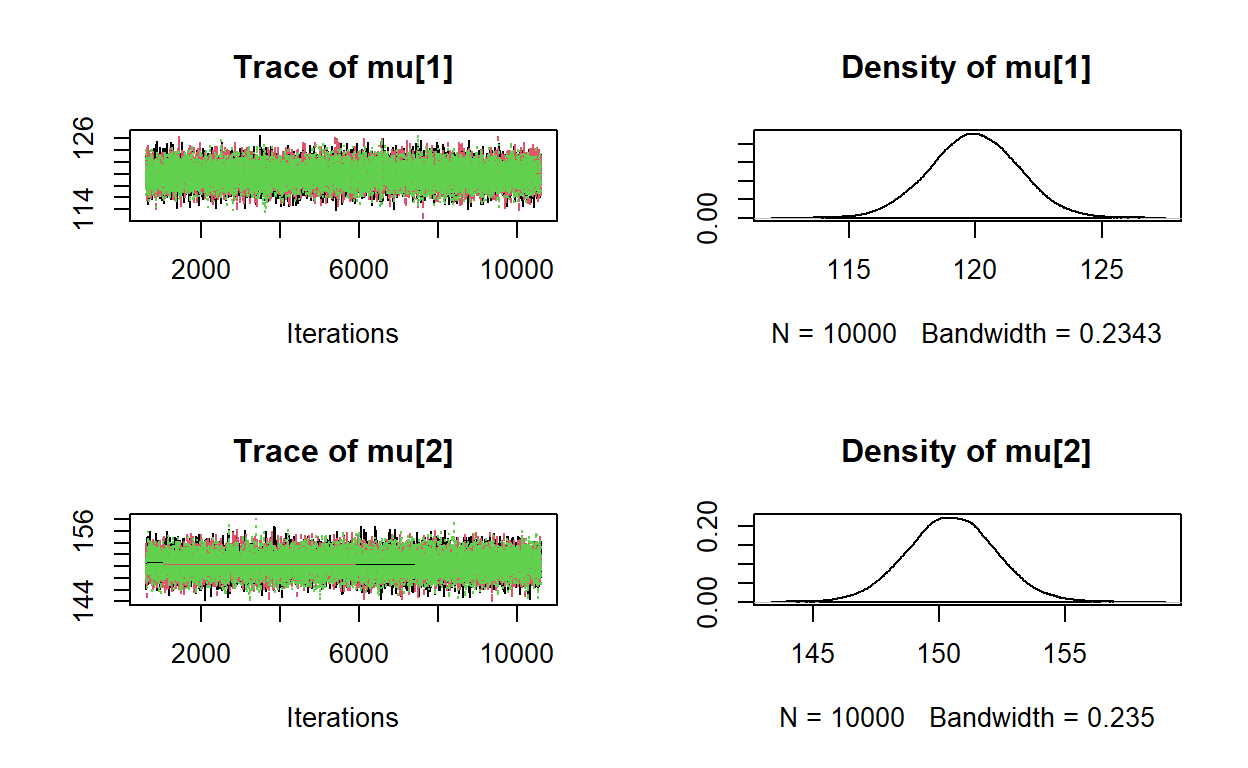 Trace of mu[1]
126
114
2000 6000 10000
Iterations
Density of mu[1]
0.00
115 120 125
N = 10000 Bandwidth = 0.2343
Trace of mu[2]
156
144
2000 6000 10000
Iterations
Density of mu[2]
0.20
0.00
145 150 155
N = 10000 Bandwidth = 0.235